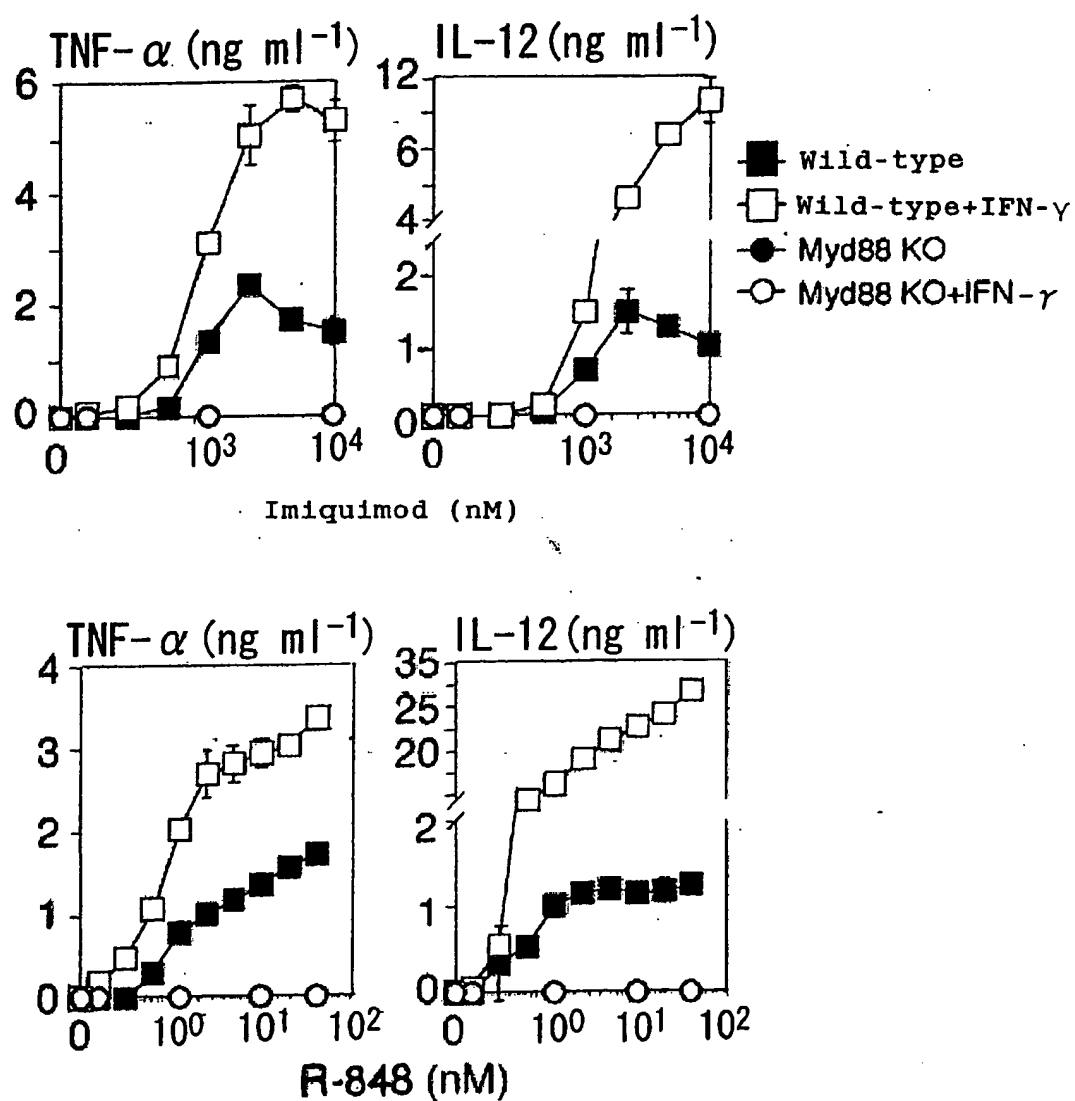 TNF-α (ng ml⁻¹) IL-12 (ng ml⁻¹)
6 12
4 6
2 4
0 2
1
0
0 10³ 10⁴ 0 10³ 10⁴
Imiquimod (nM)
Wild-type
Wild-type+IFN-γ
Myd88 KO
Myd88 KO+IFN-γ
TNF-α (ng ml⁻¹) IL-12 (ng ml⁻¹)
4 35
3 25
2 20
1 2
0 1
0
0 10⁰ 10¹ 10² 0 10⁰ 10¹ 10²
R-848 (nM)